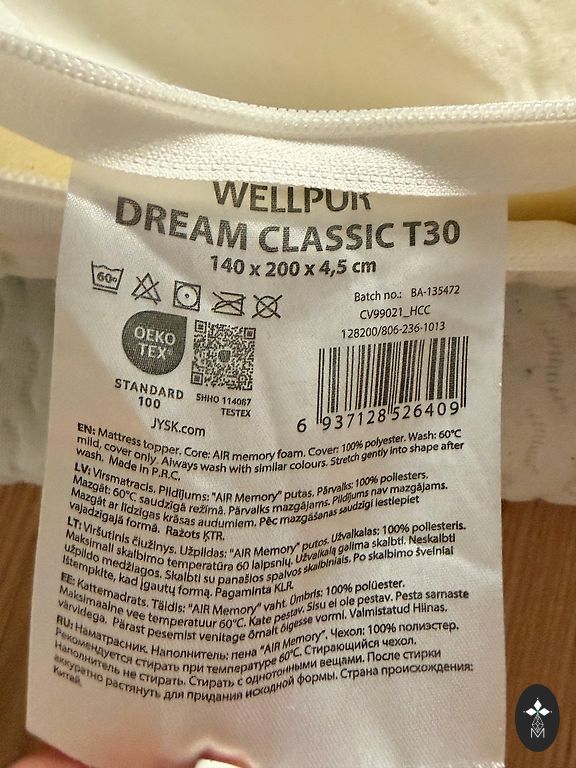 WELLPUR
DREAM CLASSIC T30
140 x 200 x 4,5 cm
60°
Batch no.: BA-135472
CV99021_HCC
128200/806-236-1013
OEKO
TEX®
STANDARD
100
SHHO 114087
TESTEX
JYSK.com
6 937128 526409
EN: Mattress topper. Core: AIR memory foam. Cover: 100% polyester. Wash: 60°C
mild, cover only. Always wash with similar colours. Stretch gently into shape after
wash. Made in P.R.C.
LV: Virsmatracis. Pildījums: "AIR Memory" putas. Pārvalks: 100% poliesters.
Mazgāt: 60°C saudzīgā režīmā. Pārvalks mazgājams. Pildījums nav mazgājams.
Mazgāt ar līdzīgas krāsas audumiem. Pēc mazgāšanas saudzīgi iestiepiet
vajadzīgajā formā. Ražots ĶTR.
LT: Viršutinis čiužinys. Užpildas: "AIR Memory" putos. Užvalkalas: 100% poliesteris.
Maksimali skalbimo temperatūra 60 laipsnių. Užvalkalą galima skalbti. Neskalbti
užpildo medžiagos. Skalbti su panašios spalvos skalbiniais. Po skalbimo švelniai
ištempkite, kad įgautų formą. Pagaminta KLR.
EE: Kattemadrats. Täidis: "AIR Memory" vaht. Ümbris: 100% polüester.
Maksimaalne vee temperatuur 60°C. Kate pestav. Sisu ei ole pestav. Pesta sarnaste
värvidega. Pärast pesemist venitage õrnalt õigesse vormi. Valmistatud Hiinas.
RU: Наматрасник. Наполнитель: пена "AIR Memory". Чехол: 100% полиэстер.
Рекомендуется стирать при температуре 60°C. Стирающийся чехол.
Наполнитель не стирать. Стирать с однотонными вещами. После стирки
аккуратно растянуть для придания исходной формы. Страна происхождения:
Китай.
M